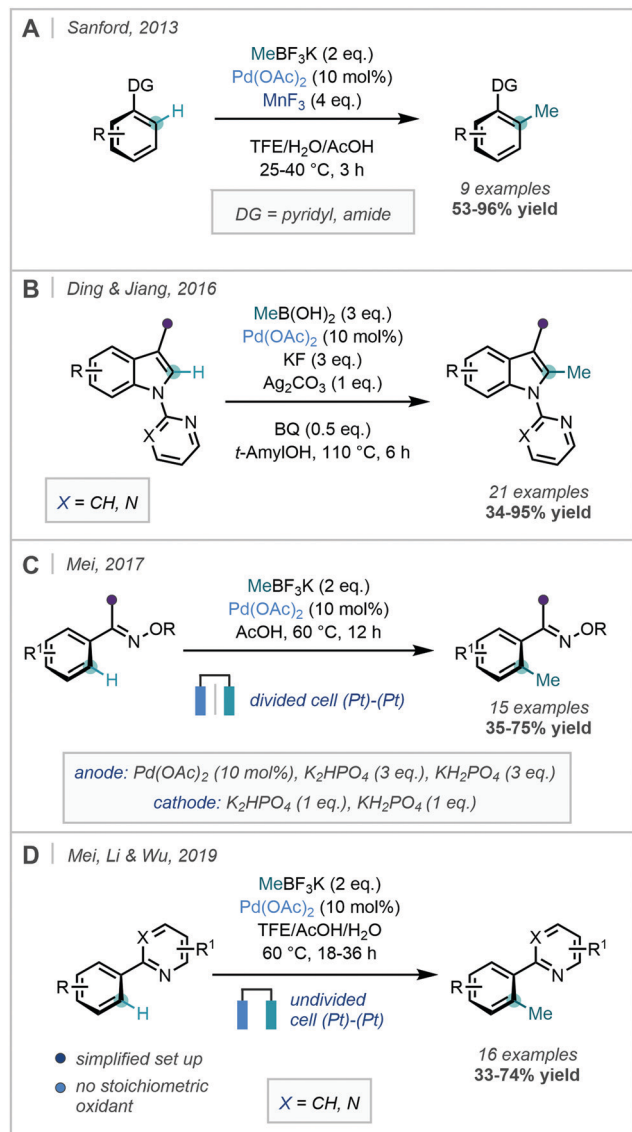 A | Sanford, 2013
MeBF₃K (2 eq.)
Pd(OAc)₂ (10 mol%)
MnF₃ (4 eq.)
TFE/H₂O/AcOH
25-40 °C, 3 h
DG
H
R
DG
Me
R
DG = pyridyl, amide
9 examples
53-96% yield
B | Ding & Jiang, 2016
MeB(OH)₂ (3 eq.)
Pd(OAc)₂ (10 mol%)
KF (3 eq.)
Ag₂CO₃ (1 eq.)
BQ (0.5 eq.)
t-AmylOH, 110 °C, 6 h
R
H
N
X
N
R
Me
N
X
N
X = CH, N
21 examples
34-95% yield
C | Mei, 2017
MeBF₃K (2 eq.)
Pd(OAc)₂ (10 mol%)
AcOH, 60 °C, 12 h
OR
N
R¹
H
OR
N
R¹
Me
divided cell (Pt)-(Pt)
15 examples
35-75% yield
anode: Pd(OAc)₂ (10 mol%), K₂HPO₄ (3 eq.), KH₂PO₄ (3 eq.)
cathode: K₂HPO₄ (1 eq.), KH₂PO₄ (1 eq.)
D | Mei, Li & Wu, 2019
MeBF₃K (2 eq.)
Pd(OAc)₂ (10 mol%)
TFE/AcOH/H₂O
60 °C, 18-36 h
X
R¹
N
R
H
X
R¹
N
R
Me
undivided
cell (Pt)-(Pt)
simplified set up
no stoichiometric
oxidant
X = CH, N
16 examples
33-74% yield